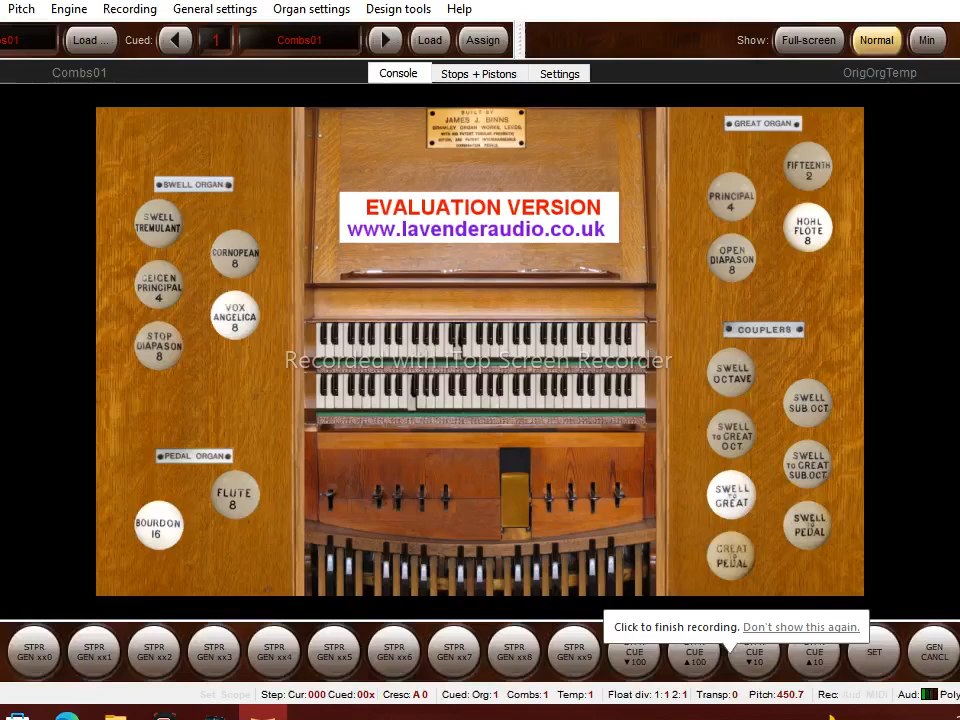 Pitch Engine Recording General settings Organ settings Design tools Help
s01 Load ... Cued: 1 Combs01 Load Assign Show: Full-screen Normal Min
Combs01 Console Stops + Pistons Settings OrigOrgTemp
BUILT BY
JAMES J. BINNS
BRAMLEY ORGAN WORKS, LEEDS.
GREAT ORGAN
FIFTEENTH
2
PRINCIPAL
4
HOHL
FLOTE
8
OPEN
DIAPASON
8
SWELL ORGAN
SWELL
TREMULANT
CORNOPEAN
8
GEIGEN
PRINCIPAL
4
VOX
ANGELICA
8
STOP
DIAPASON
8
EVALUATION VERSION
www.lavenderaudio.co.uk
Recorded with iTop Screen Recorder
COUPLERS
SWELL
OCTAVE
SWELL
SUB OCT
SWELL
TO GREAT
OCT
SWELL
TO GREAT
SUB.OCT
SWELL
TO
GREAT
SWELL
TO
PEDAL
GREAT
TO
PEDAL
PEDAL ORGAN
FLUTE
8
BOURDON
16
Click to finish recording. Don't show this again.
STPR
GEN xx0
STPR
GEN xx1
STPR
GEN xx2
STPR
GEN xx3
STPR
GEN xx4
STPR
GEN xx5
STPR
GEN xx6
STPR
GEN xx7
STPR
GEN xx8
STPR
GEN xx9
CUE
▼100
CUE
▲100
CUE
▼10
CUE
▲10
SET
GEN
CANCL
Set Scope Step: Cur:000 Cued:00x Cresc: A 0 Cued: Org:1 Combs:1 Temp:1 Float div: 1:1 2:1 Transp:0 Pitch:450.7 Rec: Aud MIDI Aud: Poly